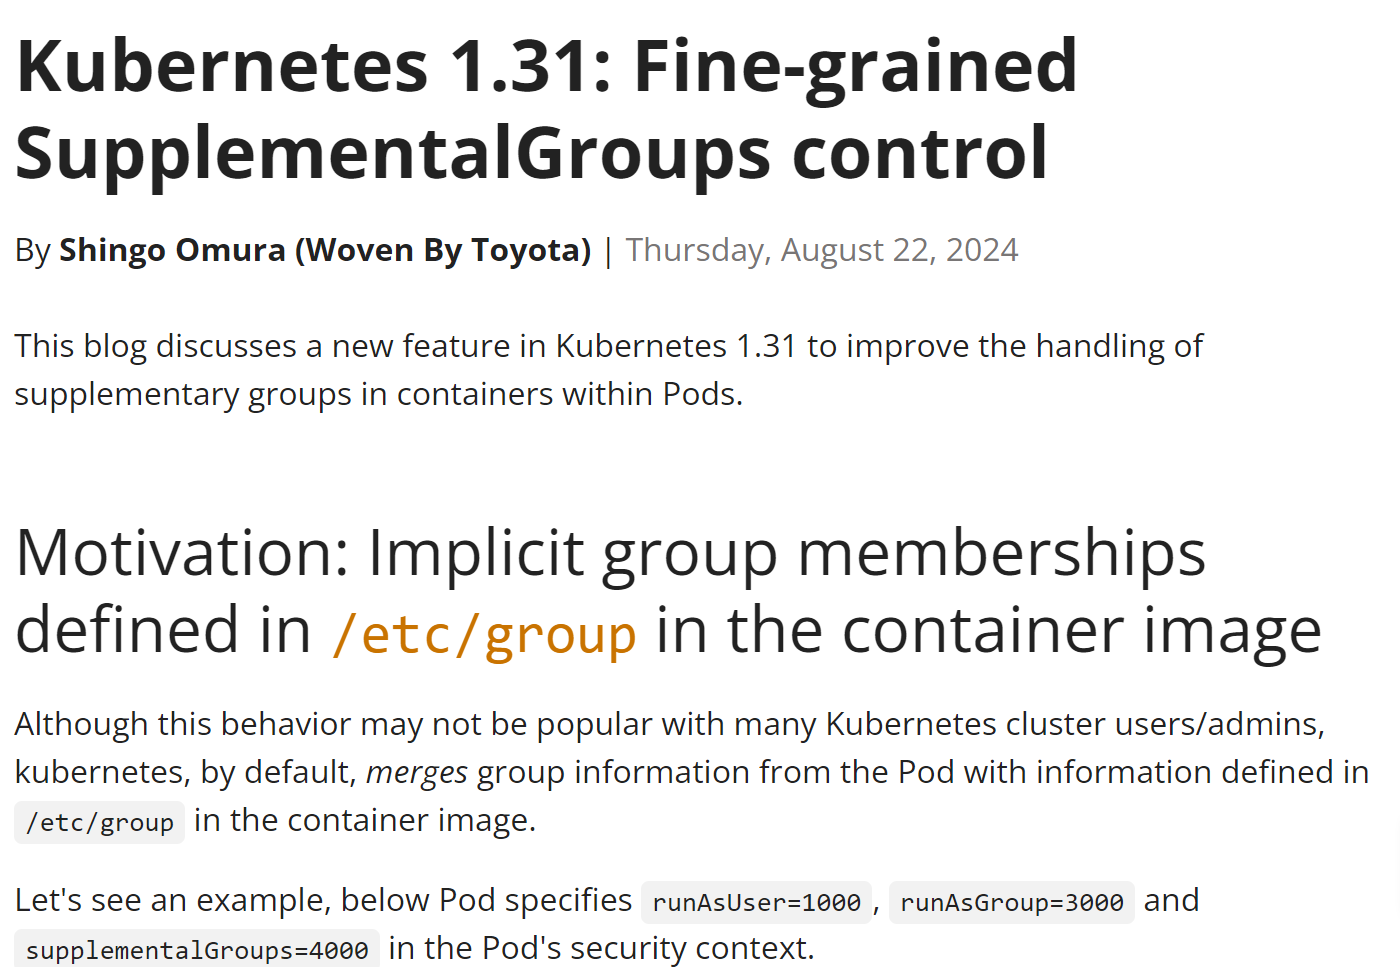 Kubernetes 1.31: Fine-grained
SupplementalGroups control
By Shingo Omura (Woven By Toyota) | Thursday, August 22, 2024
This blog discusses a new feature in Kubernetes 1.31 to improve the handling of
supplementary groups in containers within Pods.
Motivation: Implicit group memberships
defined in /etc/group in the container image
Although this behavior may not be popular with many Kubernetes cluster users/admins,
kubernetes, by default, merges group information from the Pod with information defined in
/etc/group in the container image.
Let's see an example, below Pod specifies runAsUser=1000, runAsGroup=3000 and
supplementalGroups=4000 in the Pod's security context.